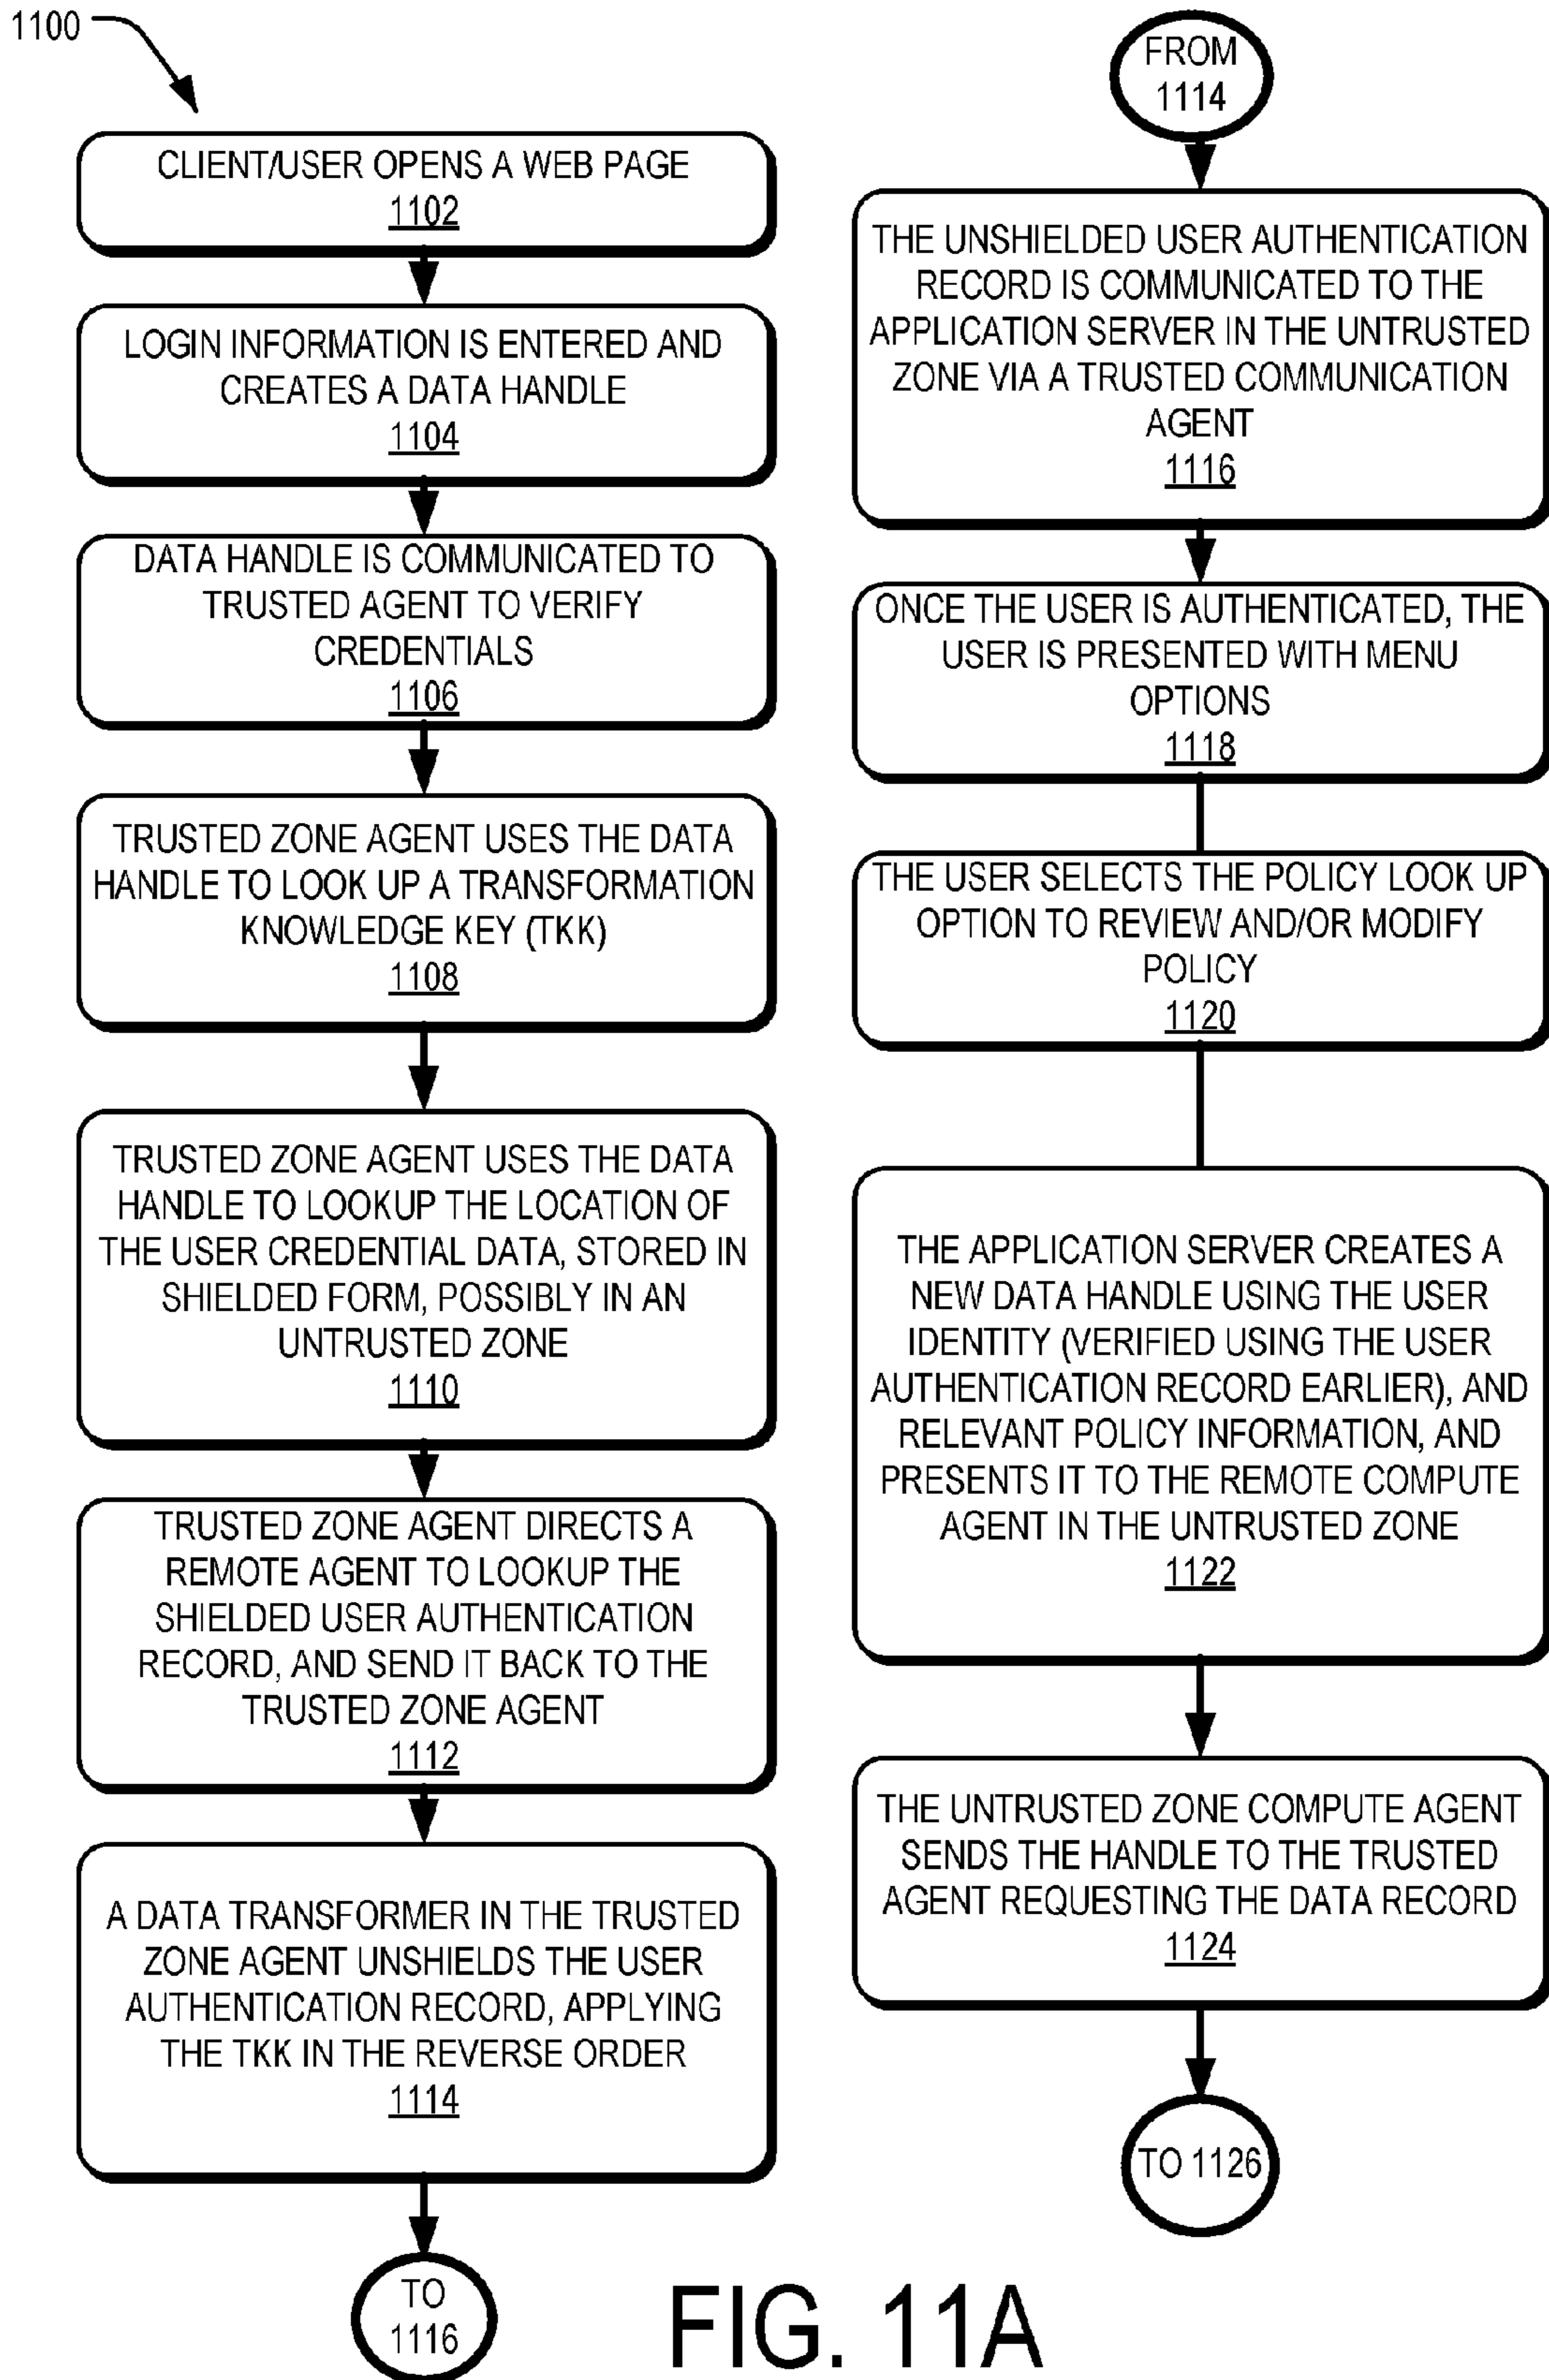 1100
CLIENT/USER OPENS A WEB PAGE
1102
LOGIN INFORMATION IS ENTERED AND
CREATES A DATA HANDLE
1104
DATA HANDLE IS COMMUNICATED TO
TRUSTED AGENT TO VERIFY
CREDENTIALS
1106
TRUSTED ZONE AGENT USES THE DATA
HANDLE TO LOOK UP A TRANSFORMATION
KNOWLEDGE KEY (TKK)
1108
TRUSTED ZONE AGENT USES THE DATA
HANDLE TO LOOKUP THE LOCATION OF
THE USER CREDENTIAL DATA, STORED IN
SHIELDED FORM, POSSIBLY IN AN
UNTRUSTED ZONE
1110
TRUSTED ZONE AGENT DIRECTS A
REMOTE AGENT TO LOOKUP THE
SHIELDED USER AUTHENTICATION
RECORD, AND SEND IT BACK TO THE
TRUSTED ZONE AGENT
1112
A DATA TRANSFORMER IN THE TRUSTED
ZONE AGENT UNSHIELDS THE USER
AUTHENTICATION RECORD, APPLYING
THE TKK IN THE REVERSE ORDER
1114
TO
1116
FROM
1114
THE UNSHIELDED USER AUTHENTICATION
RECORD IS COMMUNICATED TO THE
APPLICATION SERVER IN THE UNTRUSTED
ZONE VIA A TRUSTED COMMUNICATION
AGENT
1116
ONCE THE USER IS AUTHENTICATED, THE
USER IS PRESENTED WITH MENU
OPTIONS
1118
THE USER SELECTS THE POLICY LOOK UP
OPTION TO REVIEW AND/OR MODIFY
POLICY
1120
THE APPLICATION SERVER CREATES A
NEW DATA HANDLE USING THE USER
IDENTITY (VERIFIED USING THE USER
AUTHENTICATION RECORD EARLIER), AND
RELEVANT POLICY INFORMATION, AND
PRESENTS IT TO THE REMOTE COMPUTE
AGENT IN THE UNTRUSTED ZONE
1122
THE UNTRUSTED ZONE COMPUTE AGENT
SENDS THE HANDLE TO THE TRUSTED
AGENT REQUESTING THE DATA RECORD
1124
TO 1126
FIG. 11A